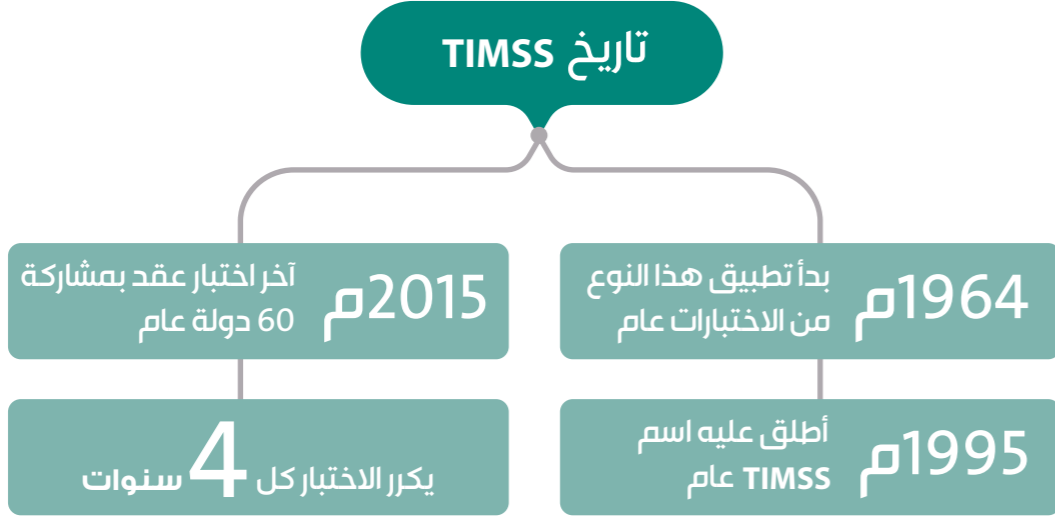 تاريخ TIMSS
1964م
بدأ تطبيق هذا النوع
من الاختبارات عام
1995م
أطلق عليه اسم
TIMSS عام
2015م
آخر اختبار عقد بمشاركة
60 دولة عام
يكرر الاختبار كل 4 سنوات